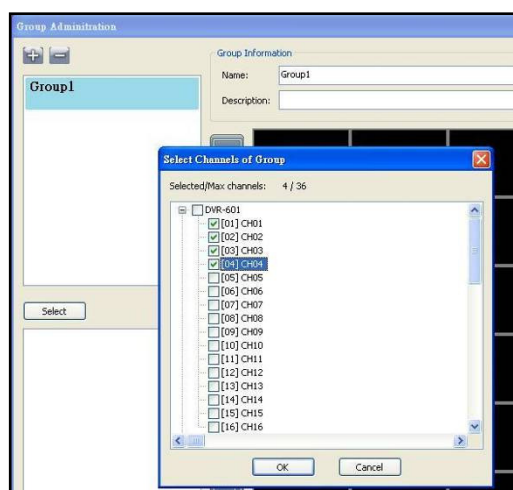 Group Adminitration
Group Information
Name: Group1
Description:
Group1
Select
Select Channels of Group
Selected/Max channels: 4 / 36
DVR-601
[01] CH01
[02] CH02
[03] CH03
[04] CH04
[05] CH05
[06] CH06
[07] CH07
[08] CH08
[09] CH09
[10] CH10
[11] CH11
[12] CH12
[13] CH13
[14] CH14
[15] CH15
[16] CH16
OK Cancel